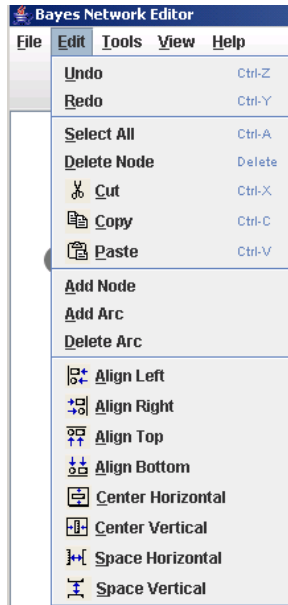 Bayes Network Editor
File Edit Tools View Help
Undo Ctrl-Z
Redo Ctrl-Y
Select All Ctrl-A
Delete Node Delete
Cut Ctrl-X
Copy Ctrl-C
Paste Ctrl-V
Add Node
Add Arc
Delete Arc
Align Left
Align Right
Align Top
Align Bottom
Center Horizontal
Center Vertical
Space Horizontal
Space Vertical